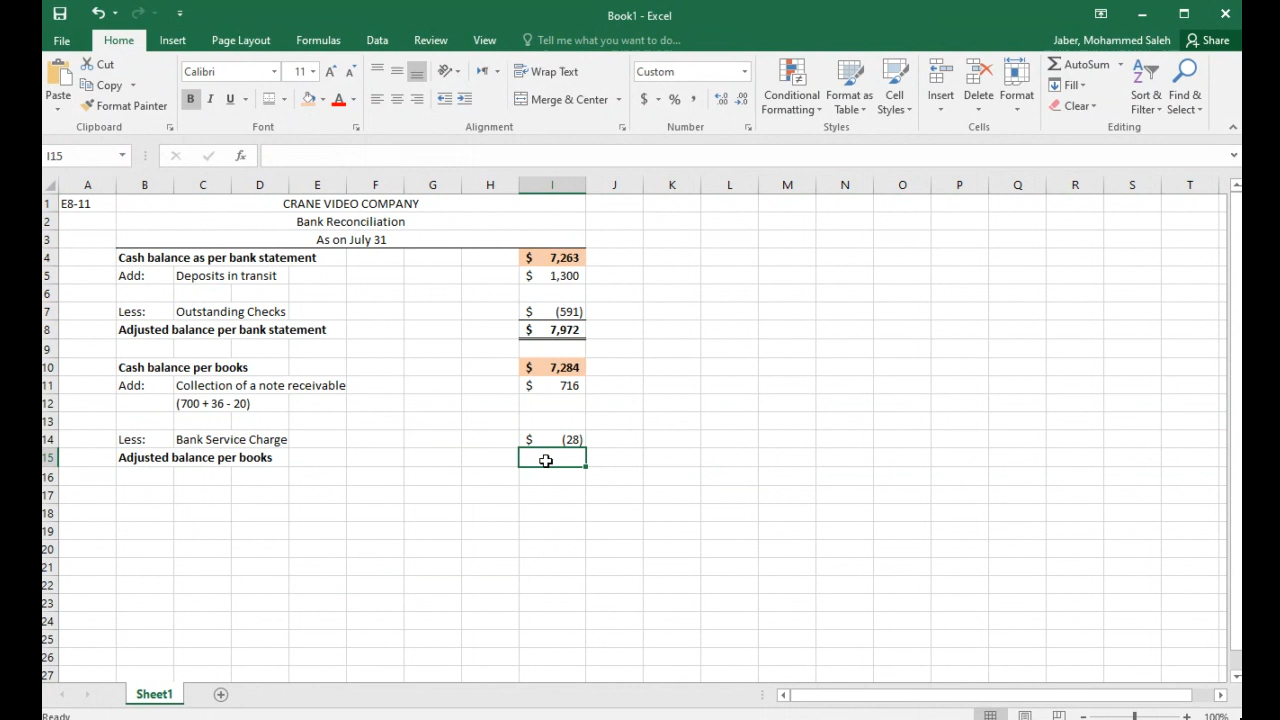 Book1 - Excel
File Home Insert Page Layout Formulas Data Review View Tell me what you want to do... Jaber, Mohammed Saleh Share
Paste Cut Copy Format Painter Clipboard
Calibri 11 B I U A A A Font
Wrap Text Merge & Center Alignment
Custom $ % , Number
Conditional Formatting Format as Table Cell Styles Styles
Insert Delete Format Cells
AutoSum Fill Clear Sort & Filter Find & Select Editing
I15 fx
A B C D E F G H I J K L M N O P Q R S T
1 E8-11 CRANE VIDEO COMPANY
2 Bank Reconciliation
3 As on July 31
4 Cash balance as per bank statement $ 7,263
5 Add: Deposits in transit $ 1,300
6
7 Less: Outstanding Checks $ (591)
8 Adjusted balance per bank statement $ 7,972
9
10 Cash balance per books $ 7,284
11 Add: Collection of a note receivable $ 716
12 (700 + 36 - 20)
13
14 Less: Bank Service Charge $ (28)
15 Adjusted balance per books
16
17
18
19
20
21
22
23
24
25
26
27
Sheet1
Ready 100%